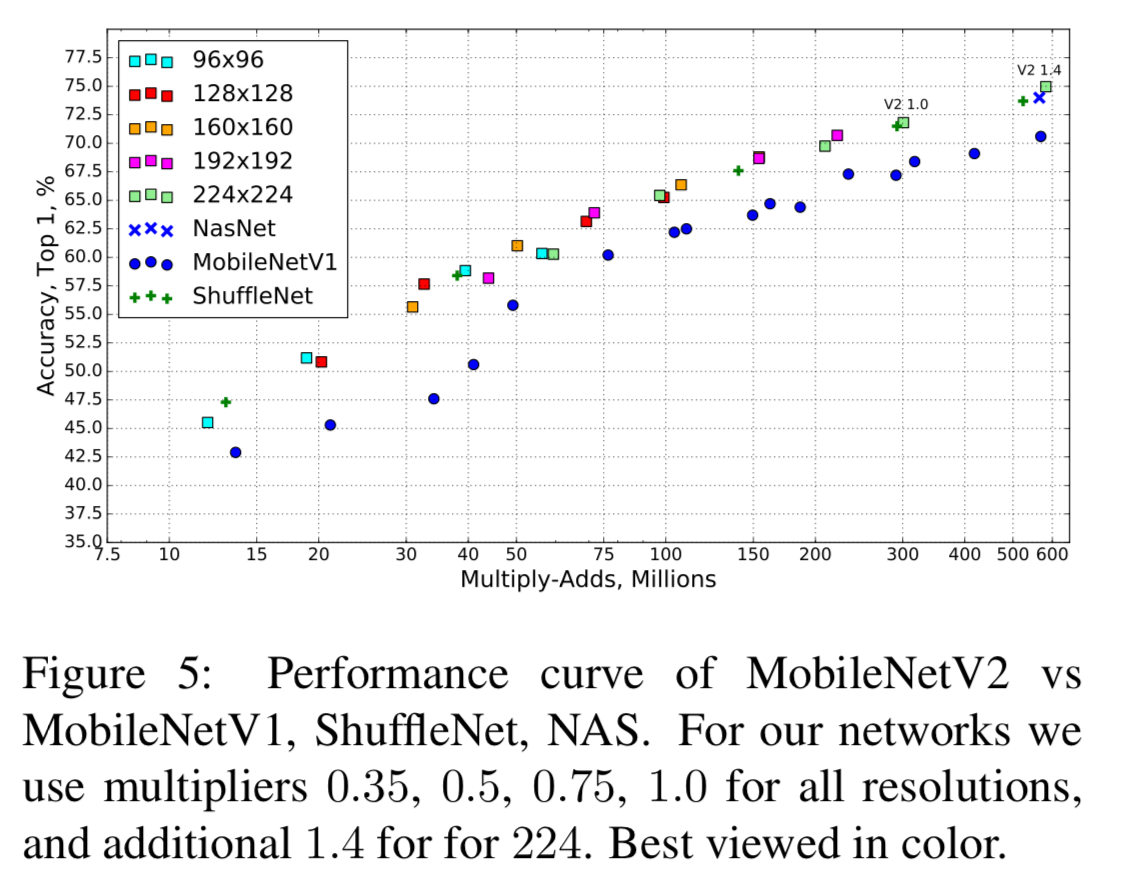 77.5
75.0
72.5
70.0
67.5
65.0
62.5
60.0
57.5
55.0
52.5
50.0
47.5
45.0
42.5
40.0
37.5
35.0
Accuracy, Top 1, %
96x96
128x128
160x160
192x192
224x224
NasNet
MobileNetV1
ShuffleNet
V2 1.0
V2 1.4
7.5 10 15 20 30 40 50 75 100 150 200 300 400 500 600
Multiply-Adds, Millions
Figure 5: Performance curve of MobileNetV2 vs
MobileNetV1, ShuffleNet, NAS. For our networks we
use multipliers 0.35, 0.5, 0.75, 1.0 for all resolutions,
and additional 1.4 for for 224. Best viewed in color.